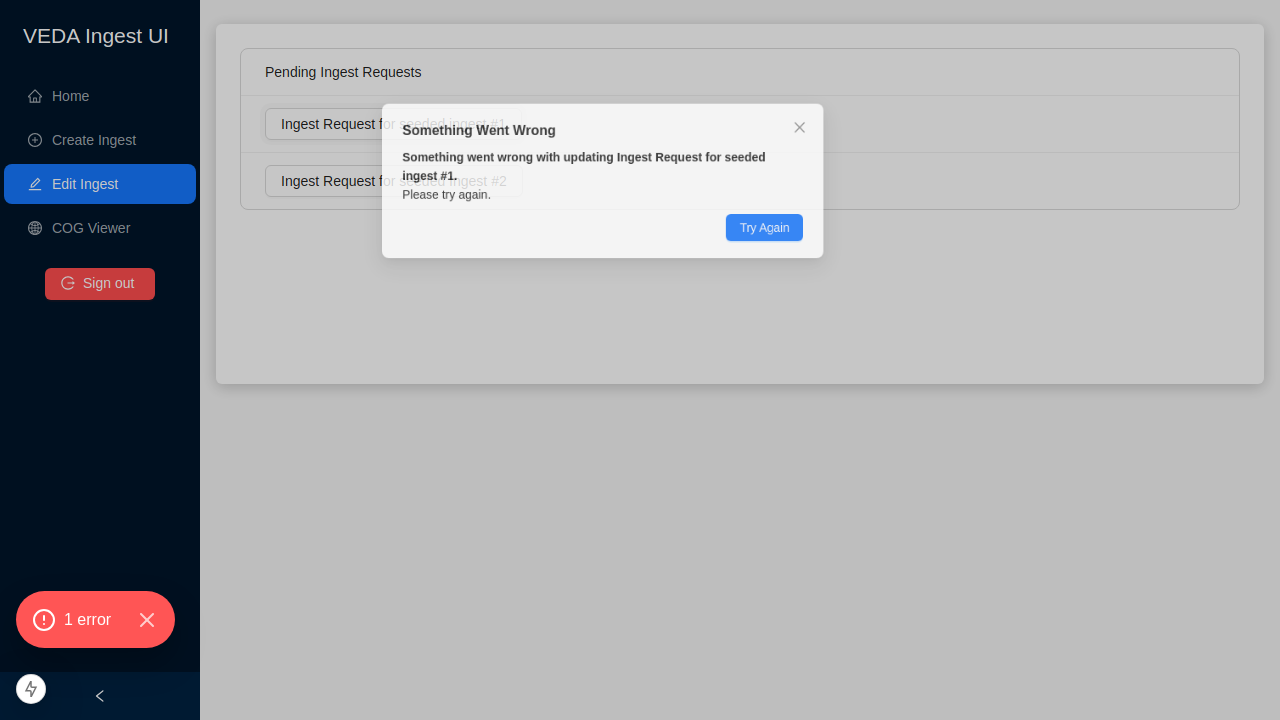 VEDA Ingest UI
Home
Create Ingest
Edit Ingest
COG Viewer
Sign out
1 error
Pending Ingest Requests
Ingest Request for seeded ingest #1
Ingest Request for seeded ingest #2
Something Went Wrong
Something went wrong with updating Ingest Request for seeded
ingest #1.
Please try again.
Try Again